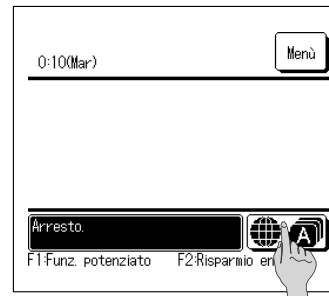 0:10(Mar)
Menù
Arresto.
A
F1:Funz. potenziato F2:Risparmio en